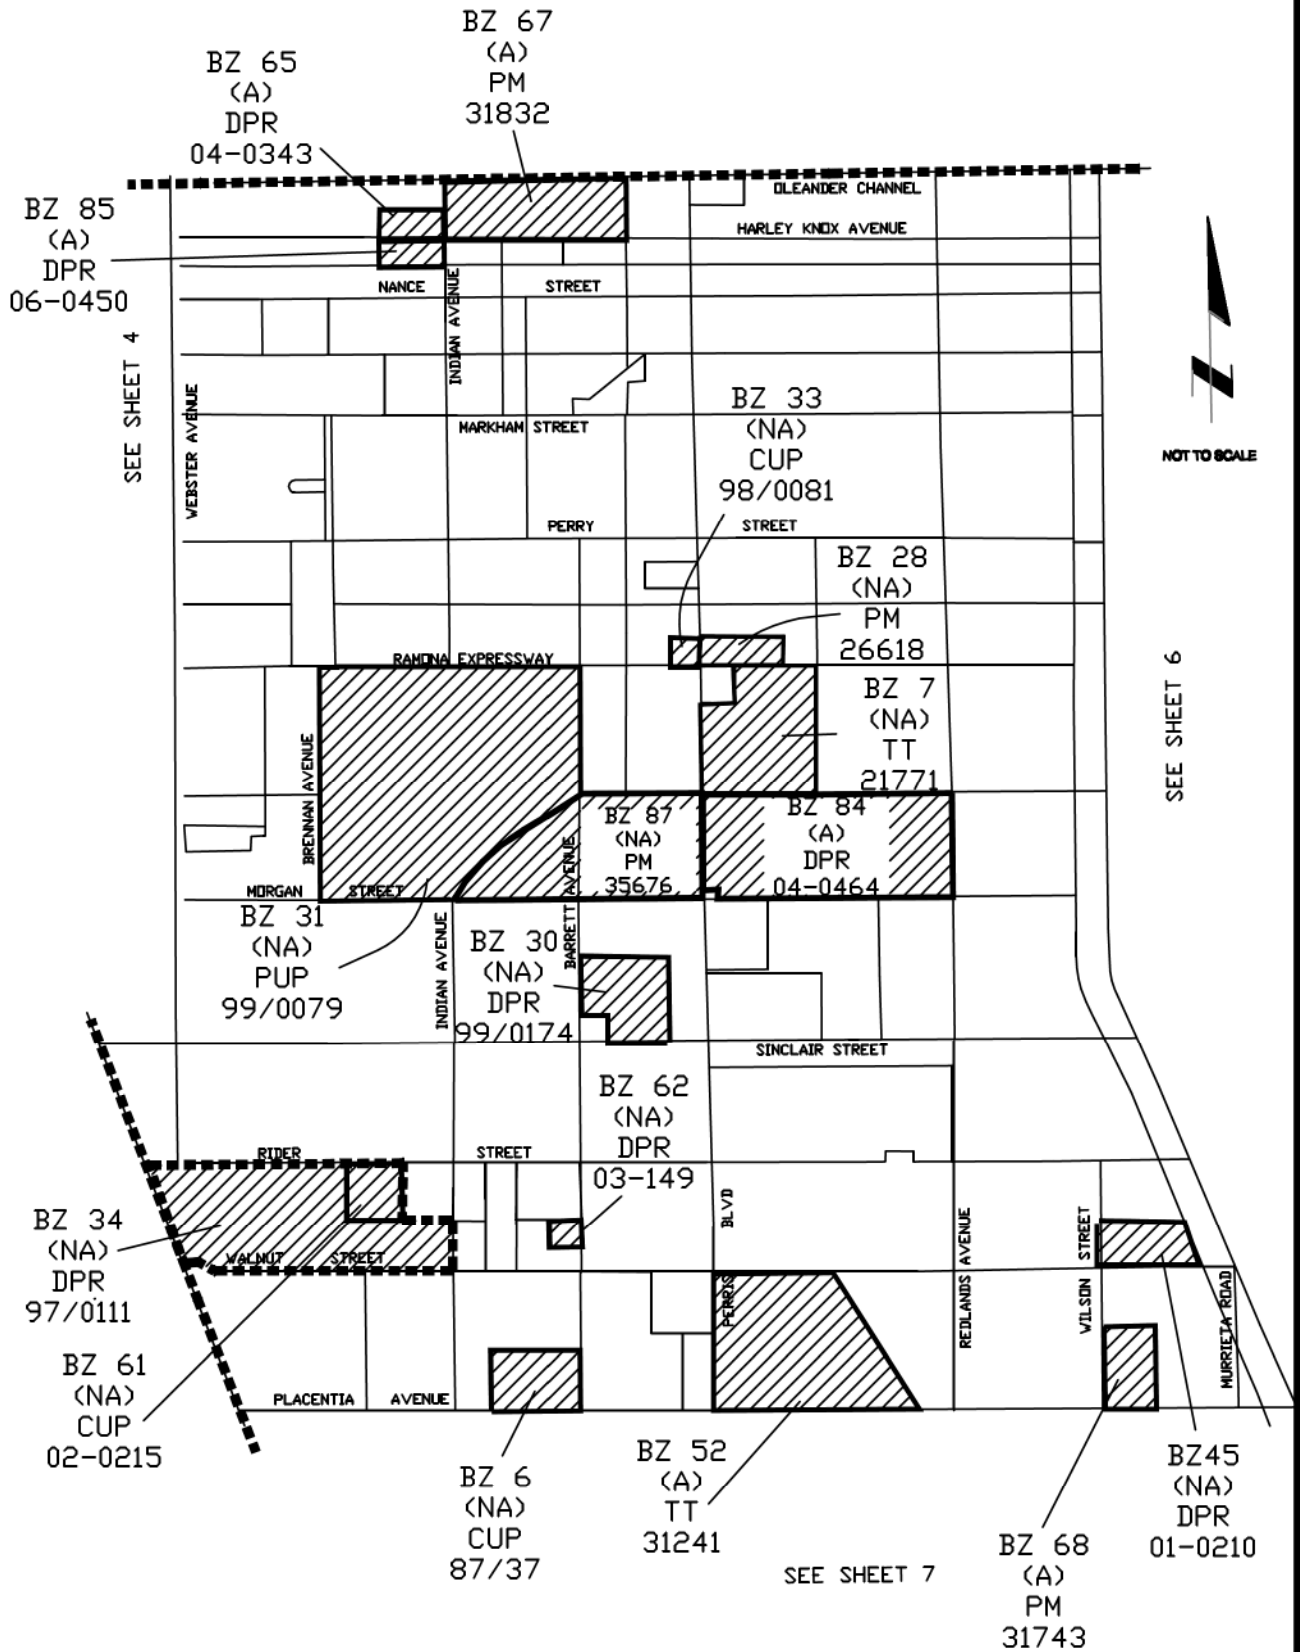 BZ 67
(A)
PM
31832
BZ 65
(A)
DPR
04-0343
OLEANDER CHANNEL
BZ 85
(A)
DPR
06-0450
HARLEY KNOX AVENUE
NANCE STREET
INDIAN AVENUE
SEE SHEET 4
WEBSTER AVENUE
BZ 33
(NA)
CUP
98/0081
MARKHAM STREET
NOT TO SCALE
PERRY STREET
BZ 28
(NA)
PM
26618
RAMONA EXPRESSWAY
BZ 7
(NA)
TT
21771
SEE SHEET 6
BRENNAN AVENUE
BZ 87
(NA)
PM
35676
BZ 84
(A)
DPR
04-0464
BARRETT AVENUE
MORGAN STREET
BZ 31
(NA)
PUP
99/0079
INDIAN AVENUE
BZ 30
(NA)
DPR
99/0174
SINCLAIR STREET
BZ 62
(NA)
DPR
03-149
RIDER STREET
PERRIS BLVD
REDLANDS AVENUE
WILSON STREET
BZ 34
(NA)
DPR
97/0111
WALNUT STREET
MURRIETA ROAD
BZ 61
(NA)
CUP
02-0215
PLACENTIA AVENUE
BZ 6
(NA)
CUP
87/37
BZ 52
(A)
TT
31241
BZ45
(NA)
DPR
01-0210
BZ 68
(A)
PM
31743
SEE SHEET 7